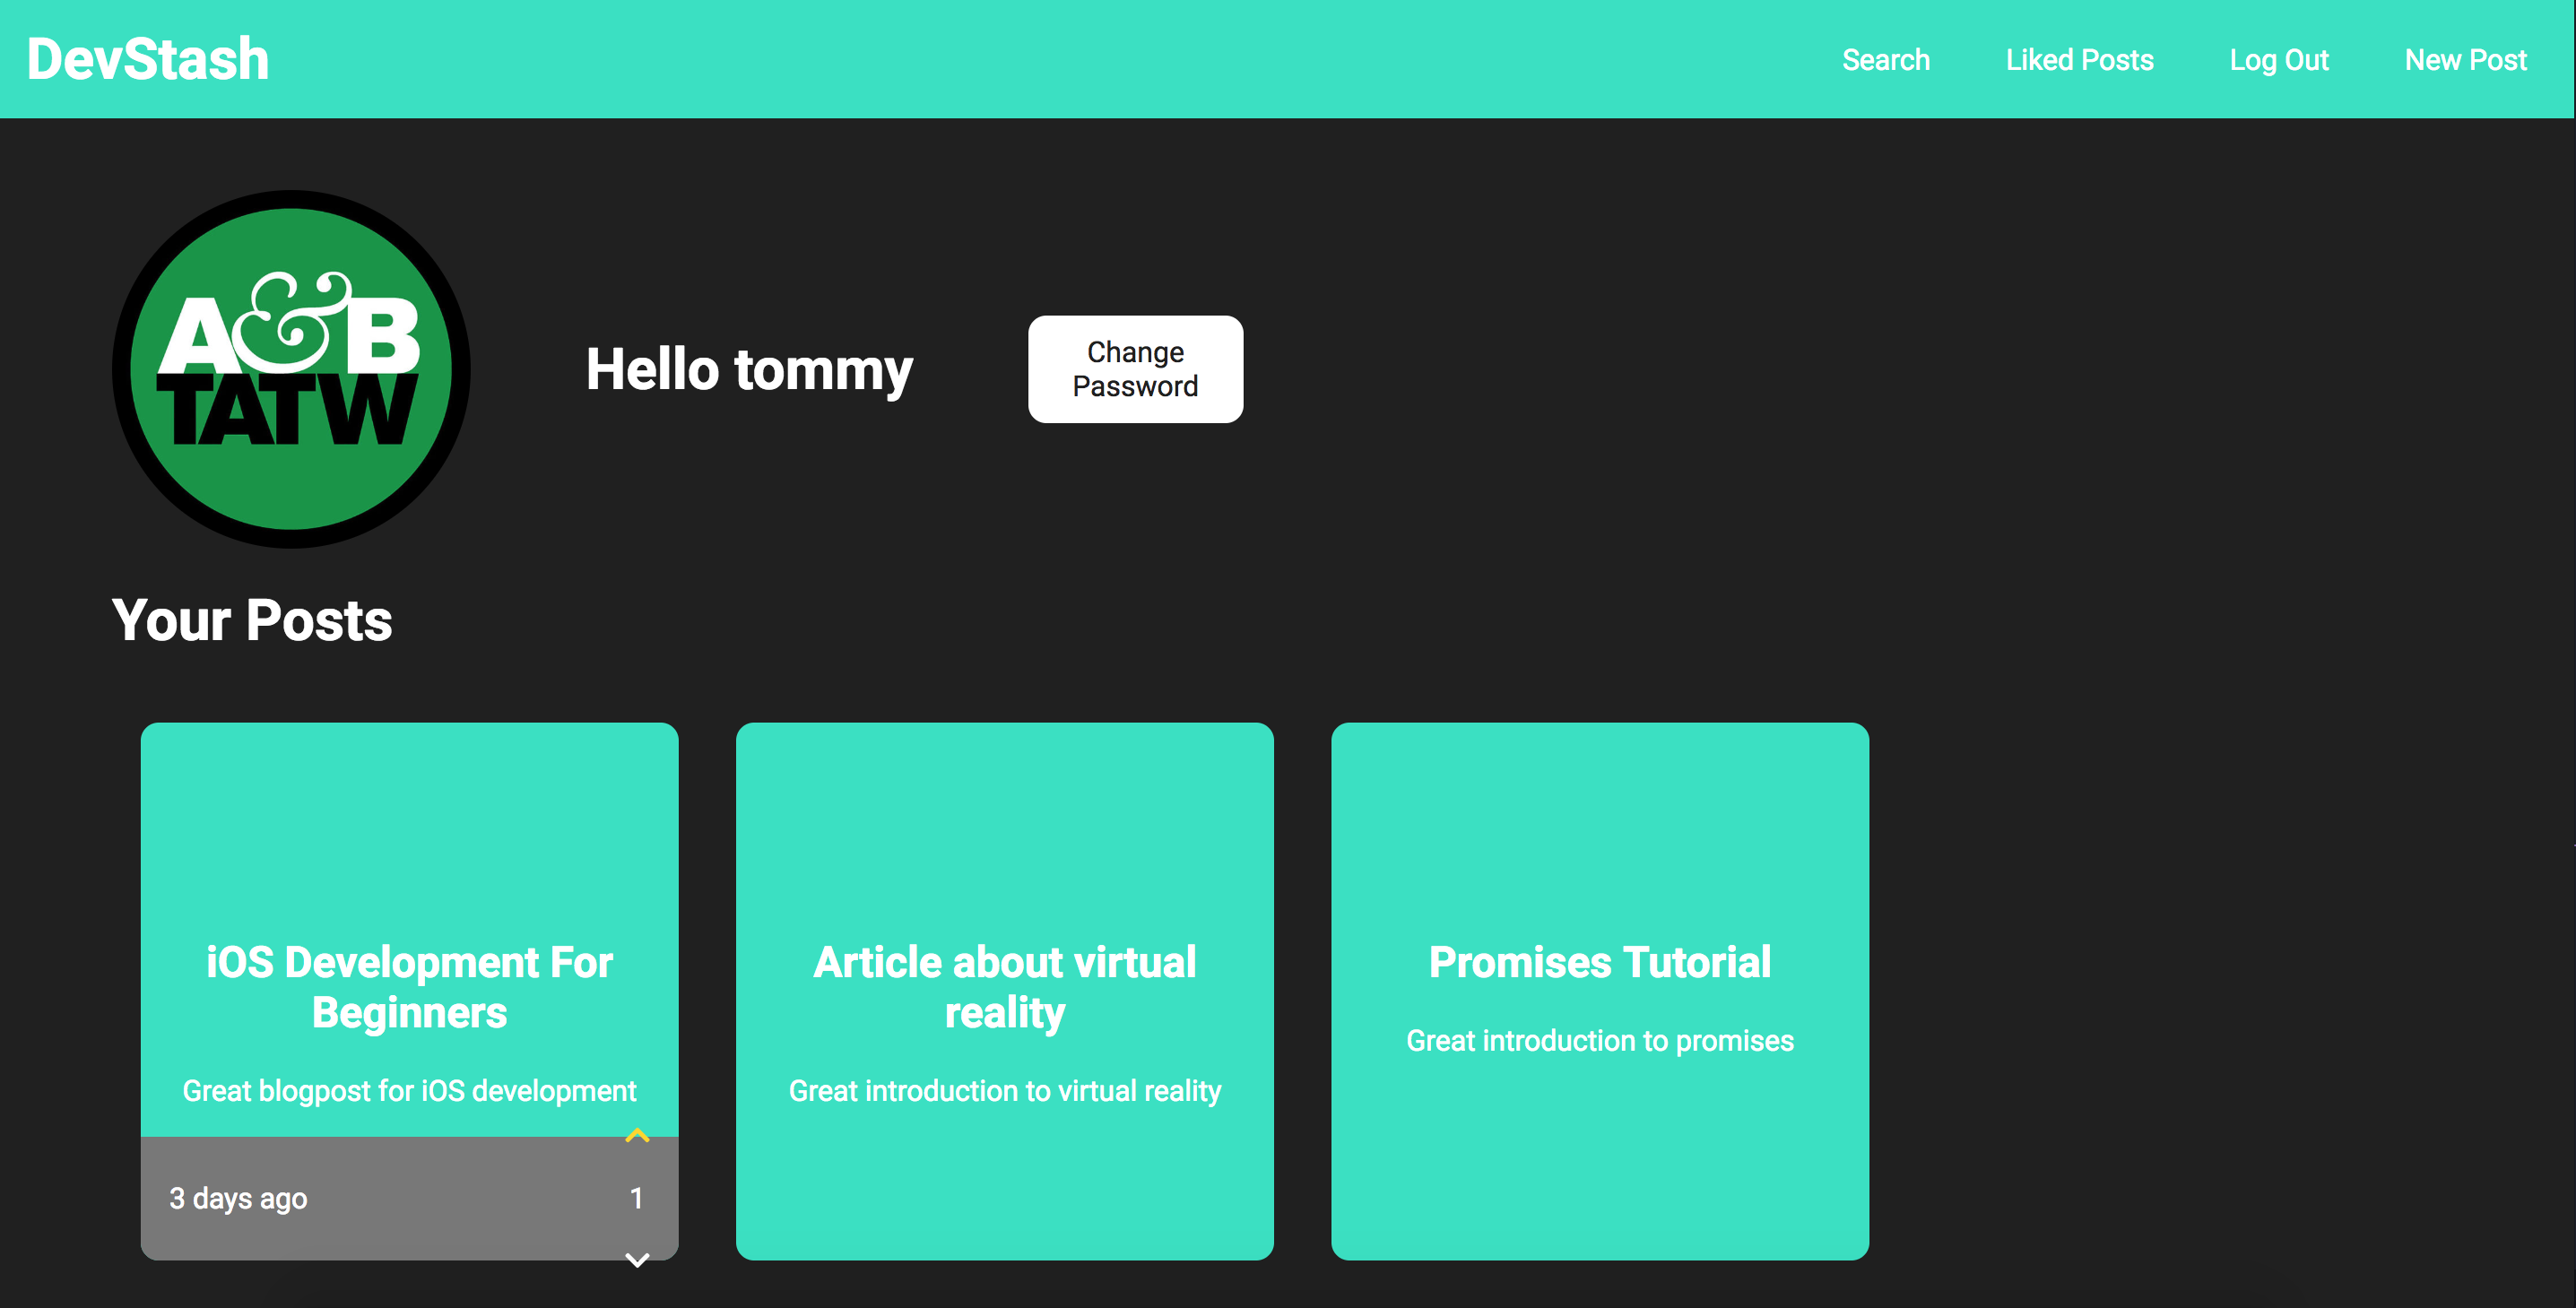 DevStash
Search
Liked Posts
Log Out
New Post
A&B
TATW
Hello tommy
Change
Password
Your Posts
iOS Development For
Beginners
Great blogpost for iOS development
3 days ago
1
Article about virtual
reality
Great introduction to virtual reality
Promises Tutorial
Great introduction to promises